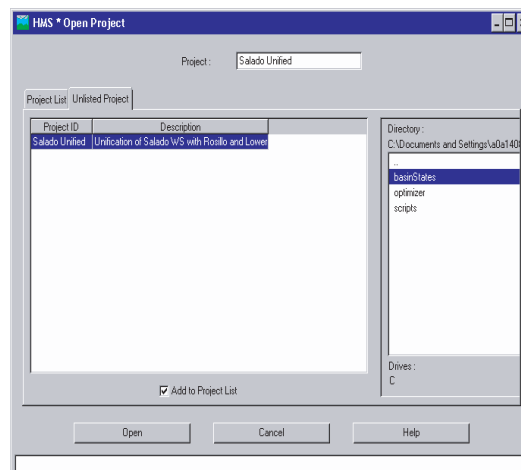 HMS * Open Project
Project : Salado Unified
Project List Unlisted Project
Project ID Description
Salado Unified Unification of Salado WS with Rosillo and Lower
Directory :
C:\Documents and Settings\a0a140
..
basinStates
optimizer
scripts
Drives :
C
Add to Project List
Open Cancel Help